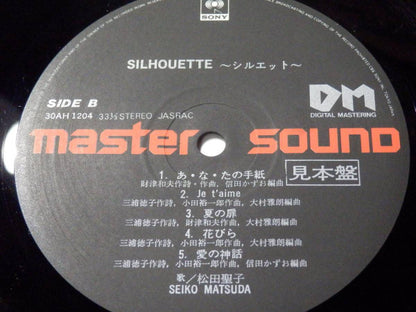 SONY
SILHOUETTE ～シルエット～
SIDE B
30AH 1204 33⅓ STEREO JASRAC
DM
DIGITAL MASTERING
master sound
1. あ・な・たの手紙
財津和夫作詩・作曲，信田かずお編曲
見本盤
2. Je t'aime
三浦徳子作詩，小田裕一郎作曲，大村雅朗編曲
3. 夏の扉
三浦徳子作詩，財津和夫作曲，大村雅朗編曲
4. 花びら
三浦徳子作詩，小田裕一郎作曲，大村雅朗編曲
5. 愛の神話
三浦徳子作詩，小田裕一郎作曲，信田かずお編曲
歌／松田聖子
SEIKO MATSUDA